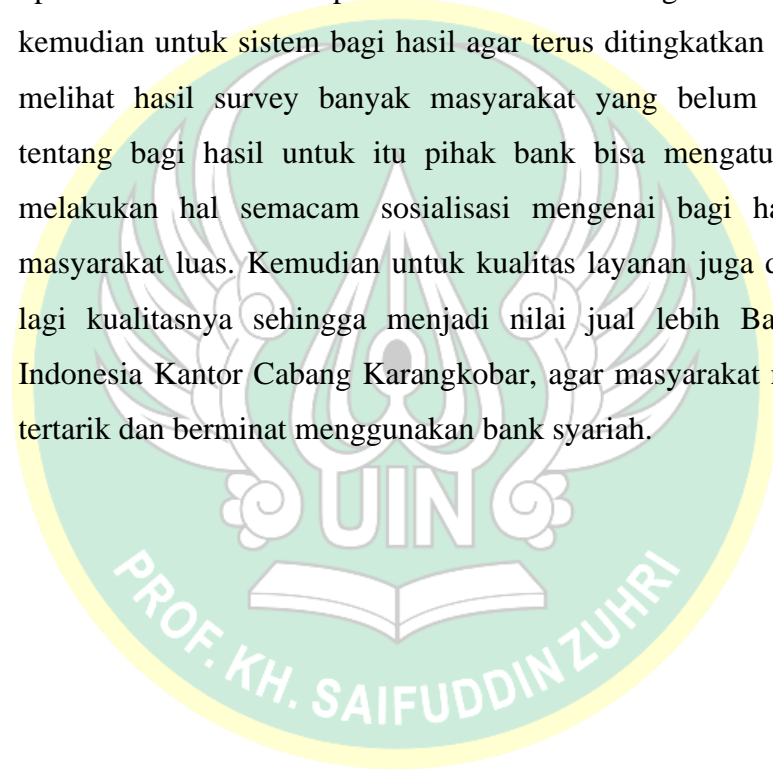 kemudian untuk sistem bagi hasil agar terus ditingkatkan
melihat hasil survey banyak masyarakat yang belum
tentang bagi hasil untuk itu pihak bank bisa
melakukan hal semacam sosialisasi mengenai bagi
masyarakat luas. Kemudian untuk kualitas layanan juga
lagi kualitasnya sehingga menjadi nilai jual lebih
Indonesia Kantor Cabang Karangkobar, agar masyarakat
tertarik dan berminat menggunakan bank syariah.
UIN
PROF. KH. SAIFUDDIN ZUHRI